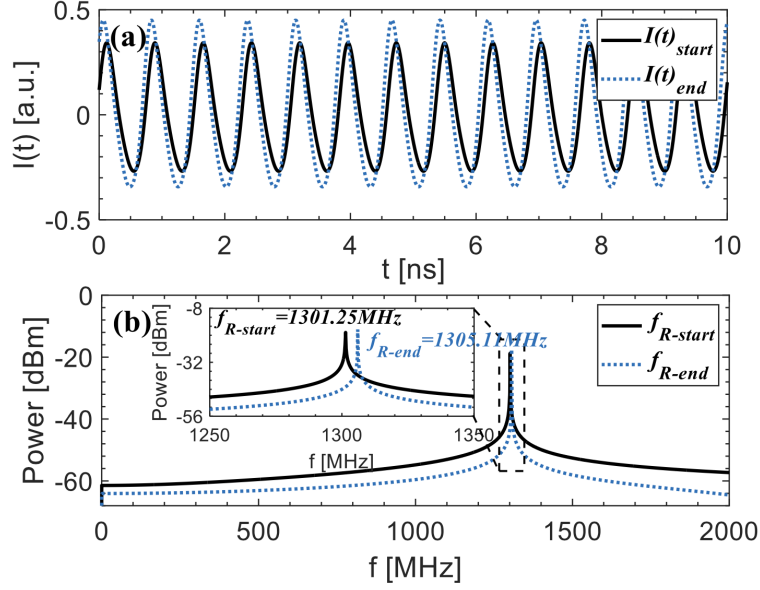 0.5
(a)
I(t)start
I(t)end
I(t) [a.u.]
0
-0.5
0 2 4 6 8 10
t [ns]
0
(b)
-8
fR-start=1301.25MHz
fR-end=1305.11MHz
Power [dBm]
-32
-56
1250 1300 1350
f [MHz]
fR-start
fR-end
Power [dBm]
-20
-40
-60
0 500 1000 1500 2000
f [MHz]